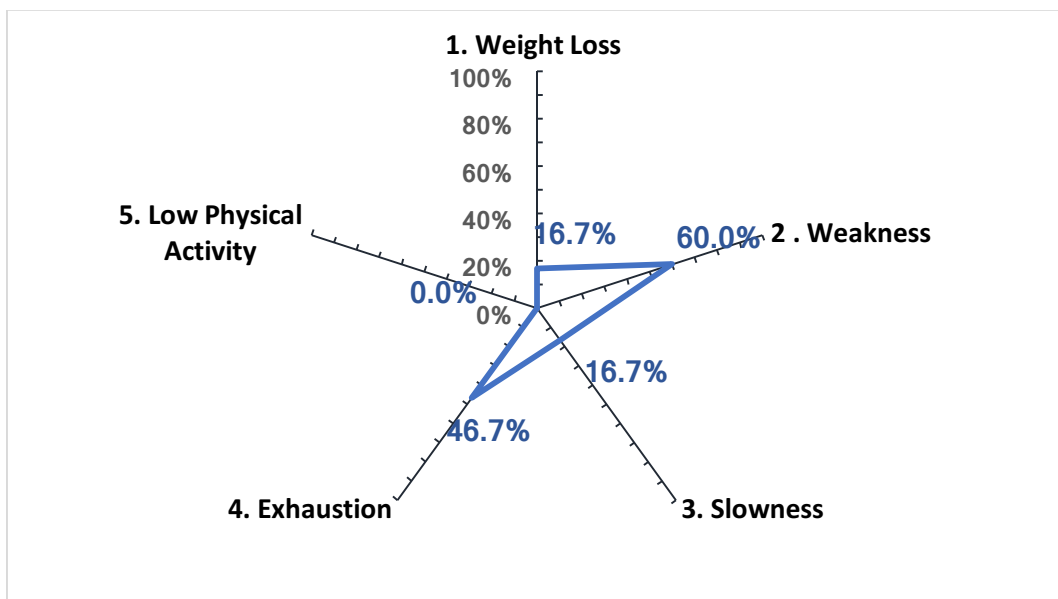 1. Weight Loss
100%
80%
60%
40%
20%
0%
16.7%
60.0%
2 . Weakness
16.7%
3. Slowness
46.7%
4. Exhaustion
0.0%
5. Low Physical
Activity